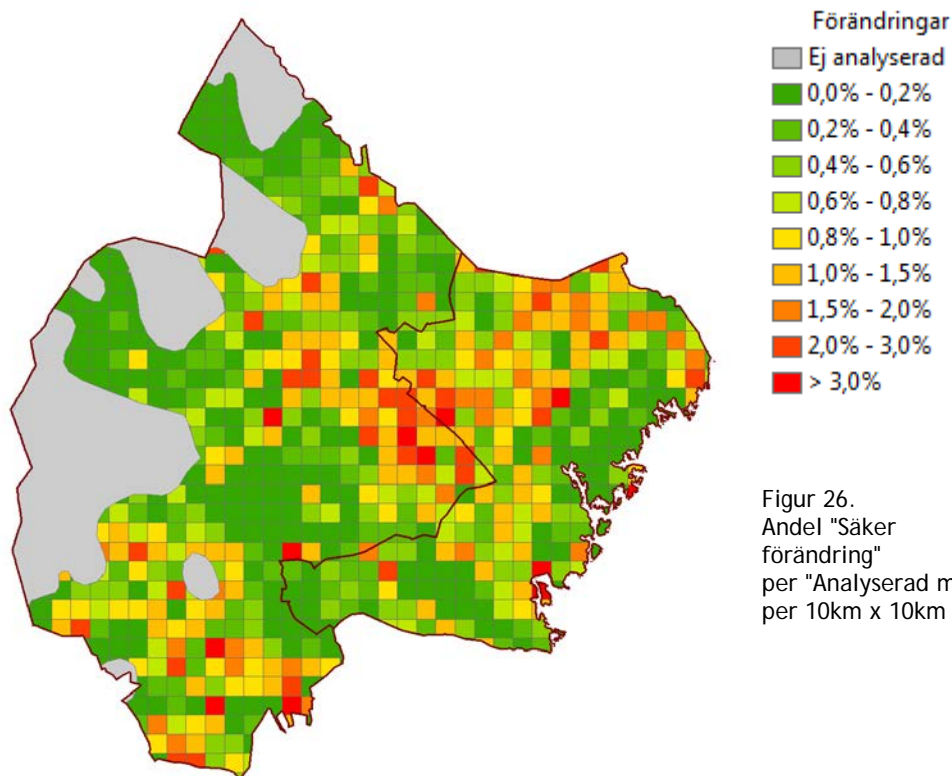 Förändringar
Ej analyserad
0,0% - 0,2%
0,2% - 0,4%
0,4% - 0,6%
0,6% - 0,8%
0,8% - 1,0%
1,0% - 1,5%
1,5% - 2,0%
2,0% - 3,0%
> 3,0%
Figur 26.
Andel "Säker
förändring"
per "Analyserad m
per 10km x 10km